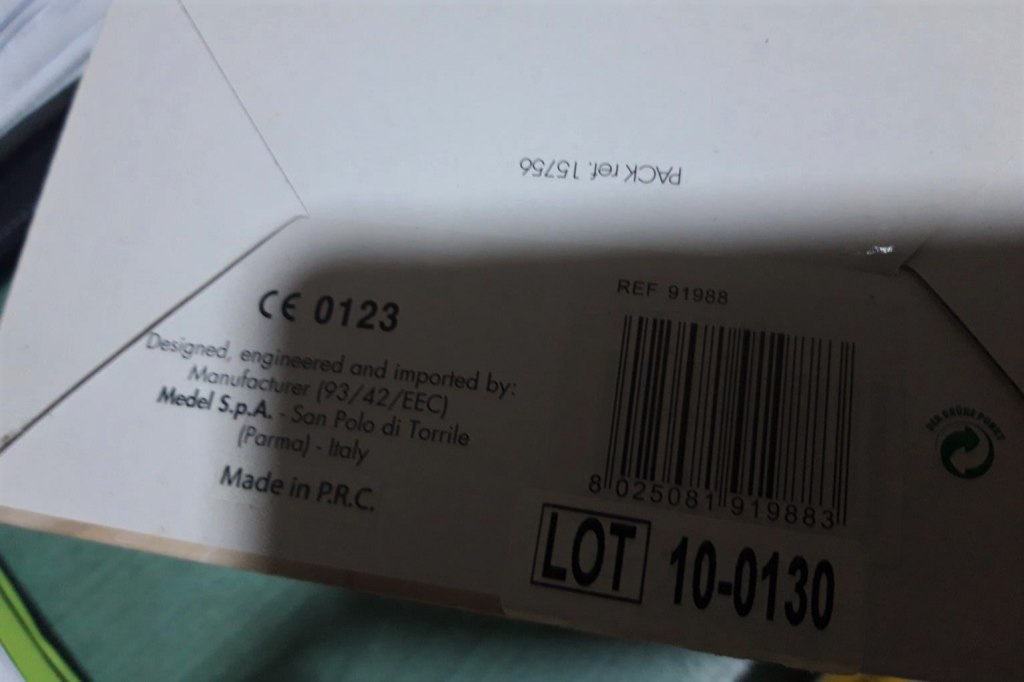 PACK ref. 15756
CE 0123
Designed, engineered and imported by:
Manufacturer (93/42/EEC)
Medel S.p.A. - San Polo di Torrile
(Parma) - Italy
Made in P.R.C.
REF 91988
8 025081 919883
LOT 10-0130
DER GRÜNE PUNKT